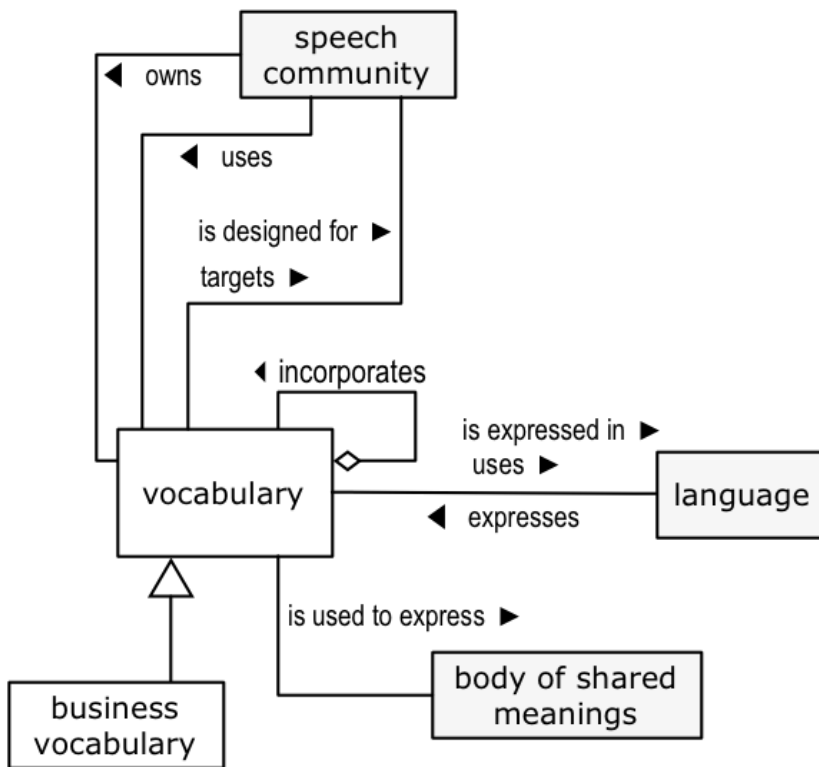 speech
community
◄ owns
◄ uses
is designed for ►
targets ►
◄ incorporates
is expressed in ►
uses ►
vocabulary
language
◄ expresses
is used to express ►
body of shared
meanings
business
vocabulary